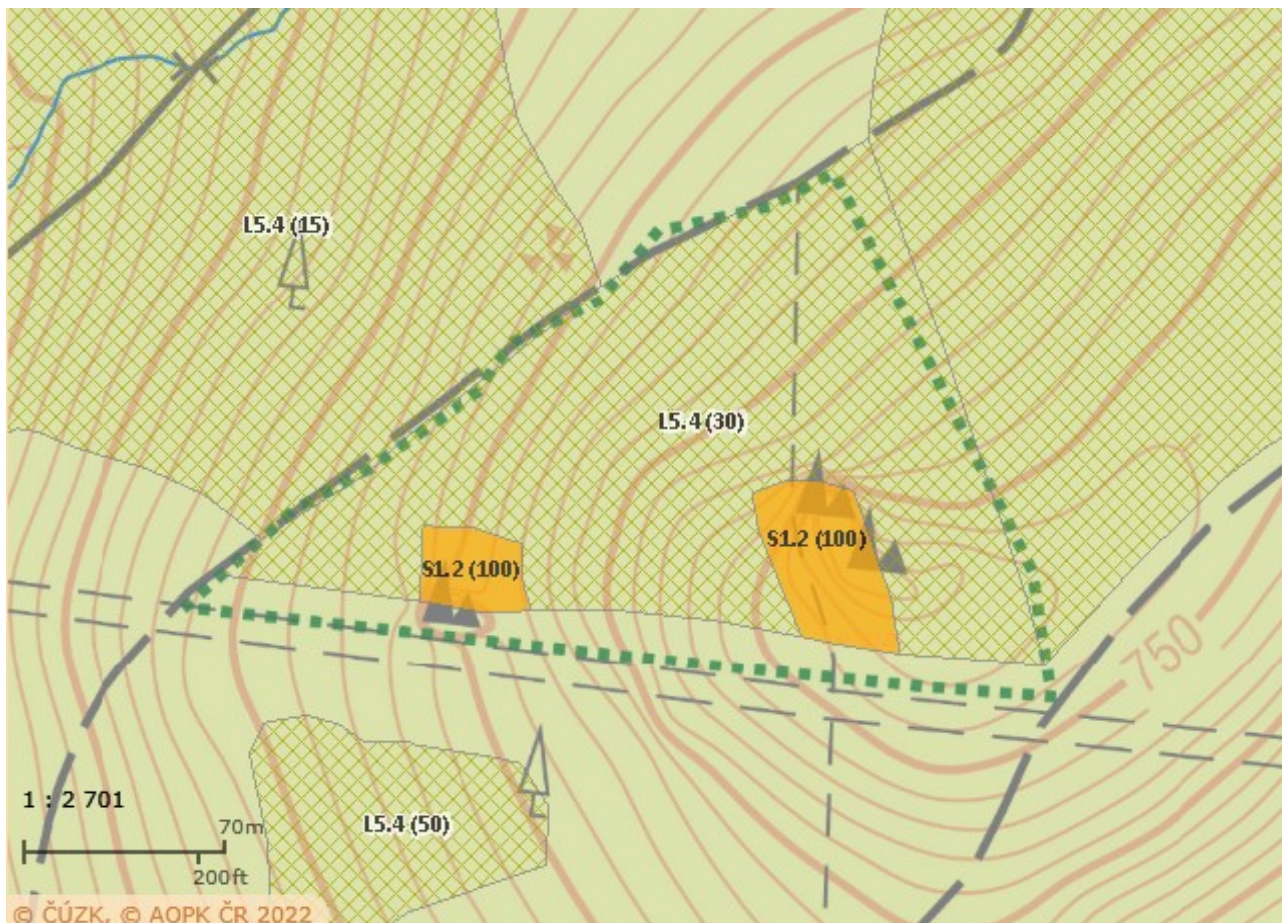 L5.4 (15)
L5.4 (30)
S1.2 (100)
S1.2 (100)
750
1 : 2 701
L5.4 (50)
70m
200ft
© ČÚZK, © AOPK ČR 2022